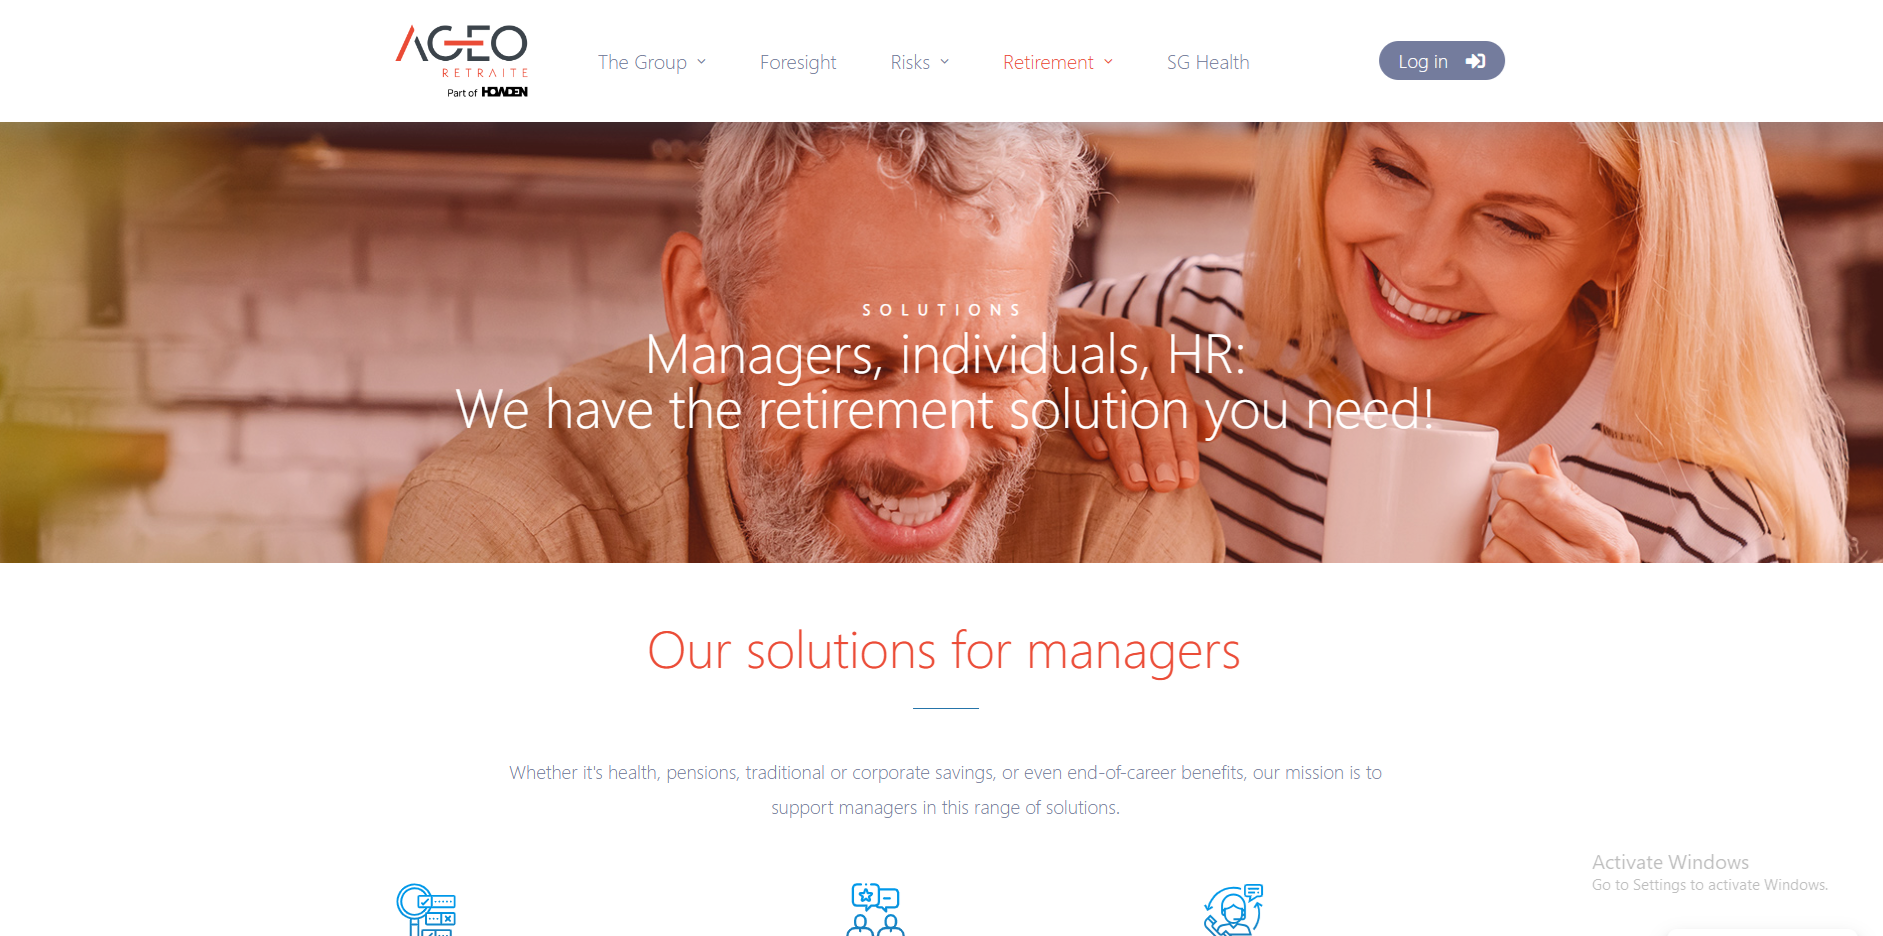 AGEO
RETRAITE
Part of HOWDEN
The Group
Foresight
Risks
Retirement
SG Health
Log in
SOLUTIONS
Managers, individuals, HR:
We have the retirement solution you need!
Our solutions for managers
Whether it's health, pensions, traditional or corporate savings, or even end-of-career benefits, our mission is to
support managers in this range of solutions.
Activate Windows
Go to Settings to activate Windows.